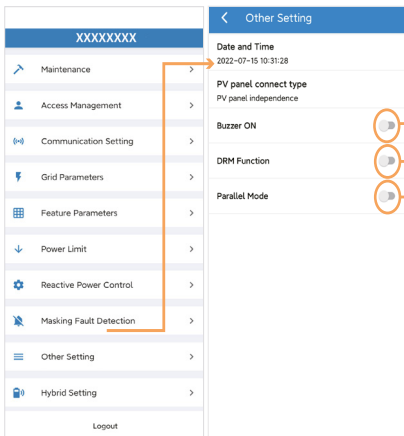 XXXXXXXX
Maintenance
Access Management
Communication Setting
Grid Parameters
Feature Parameters
Power Limit
Reactive Power Control
Masking Fault Detection
Other Setting
Hybrid Setting
Logout
Other Setting
Date and Time
2022-07-15 10:31:28
PV panel connect type
PV panel independence
Buzzer ON
DRM Function
Parallel Mode